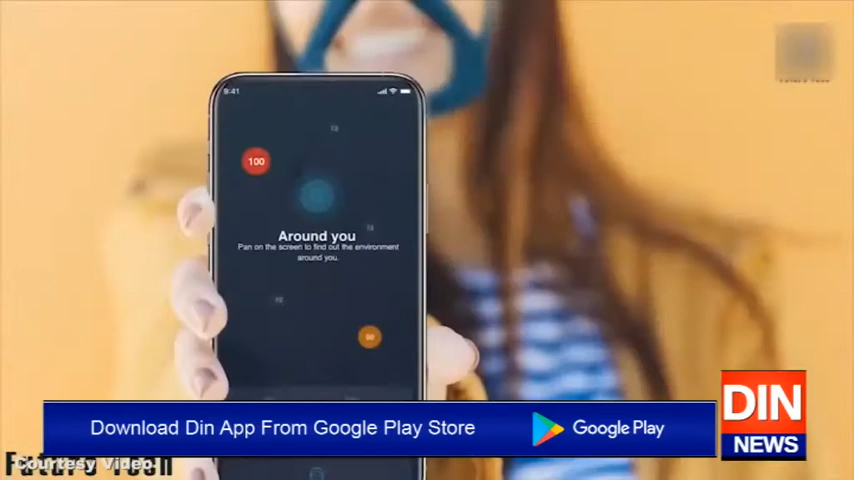 9:41
100
Around you
Pan on the screen to find out the environment
around you.
Download Din App From Google Play Store
Google Play
DIN
NEWS
Courtesy Video